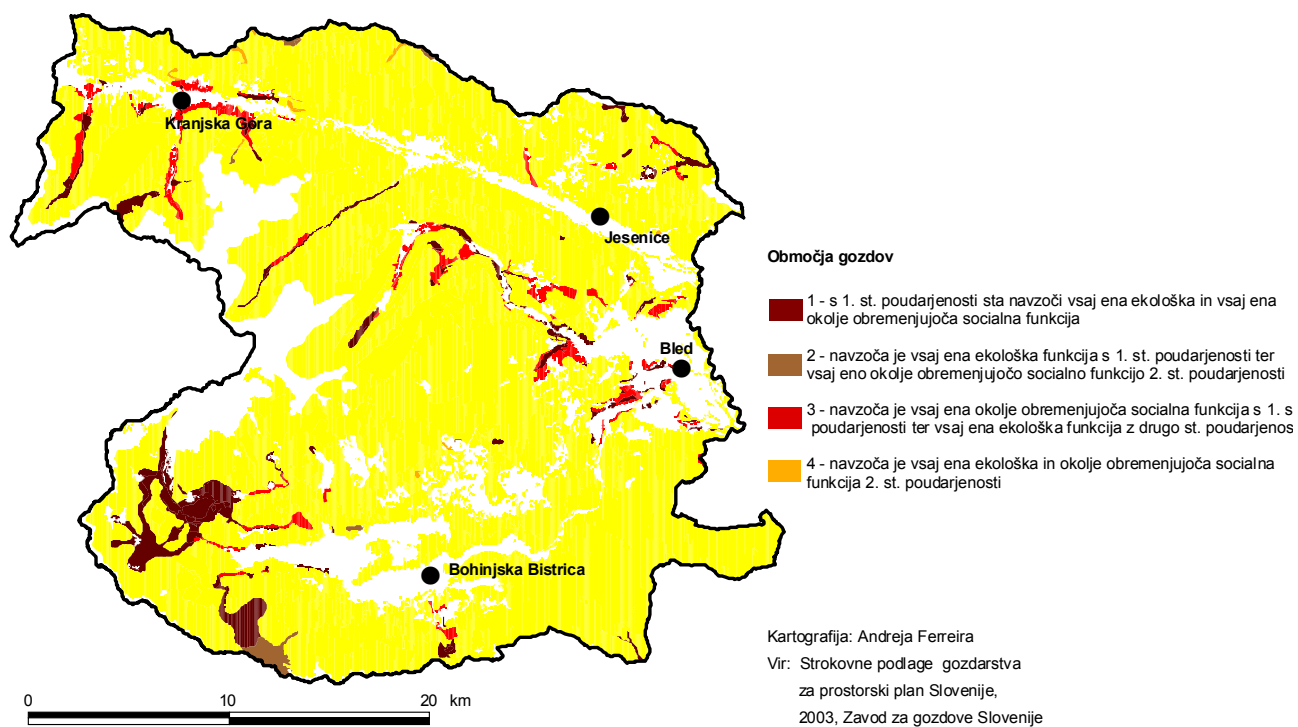 Kranjska Gora
Jesenice
Bled
Bohinjska Bistrica
Območja gozdov
1 - s 1. st. poudarjenosti sta navzoči vsaj ena ekološka in vsaj ena
okolje obremenjujoča socialna funkcija
2 - navzoča je vsaj ena ekološka funkcija s 1. st. poudarjenosti ter
vsaj eno okolje obremenjujočo socialno funkcijo 2. st. poudarjenosti
3 - navzoča je vsaj ena okolje obremenjujoča socialna funkcija s 1. s
poudarjenosti ter vsaj ena ekološka funkcija z drugo st. poudarjenos
4 - navzoča je vsaj ena ekološka in okolje obremenjujoča socialna
funkcija 2. st. poudarjenosti
Kartografija: Andreja Ferreira
Vir: Strokovne podlage gozdarstva
za prostorski plan Slovenije,
2003, Zavod za gozdove Slovenije
0 10 20 km